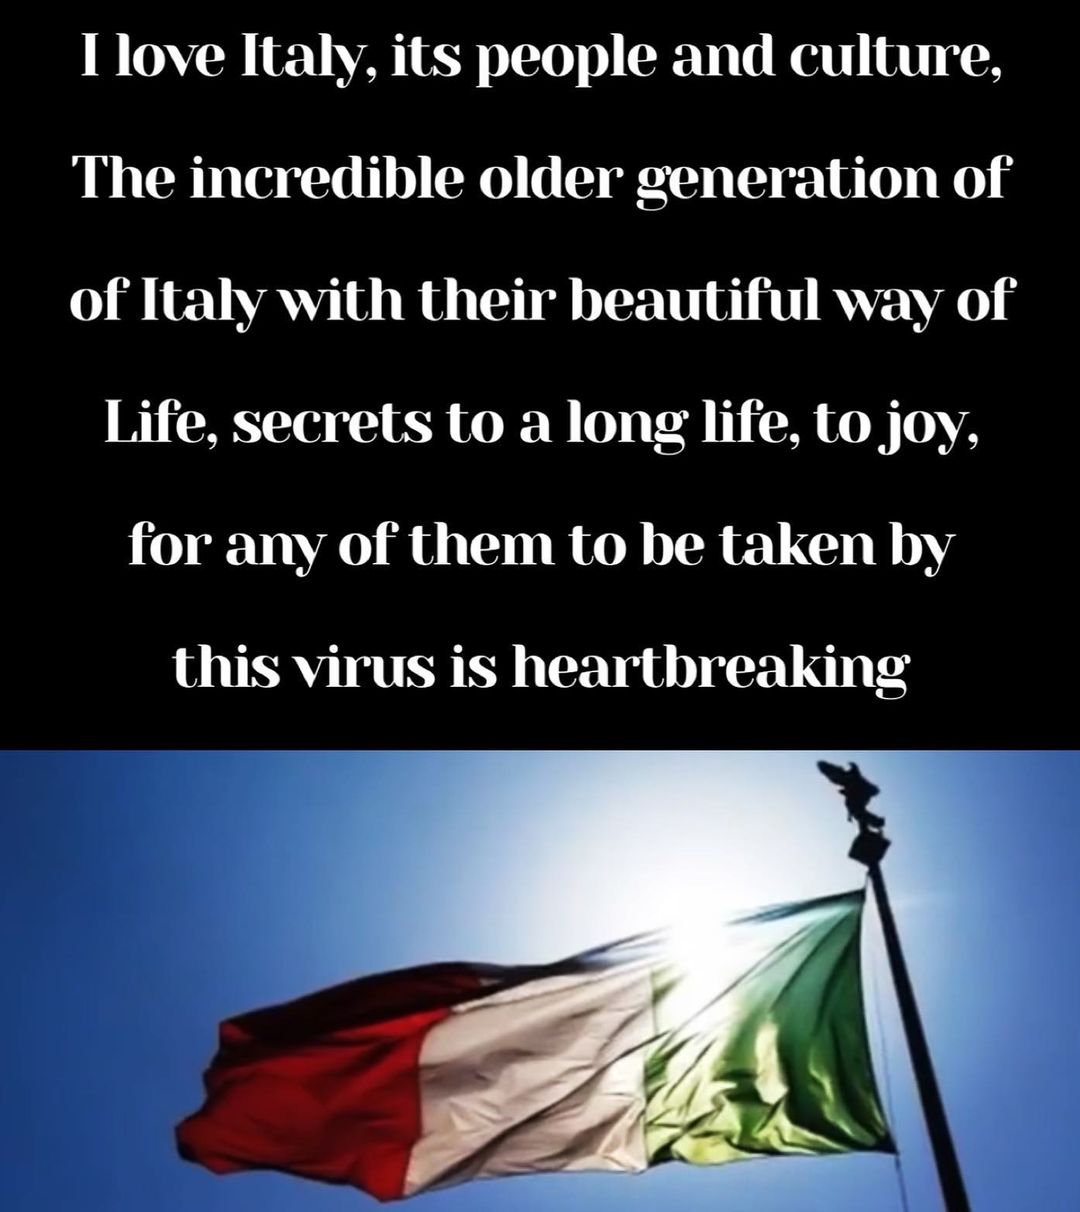 I love Italy, its people and culture,
The incredible older generation of
of Italy with their beautiful way of
Life, secrets to a long life, to joy,
for any of them to be taken by
this virus is heartbreaking